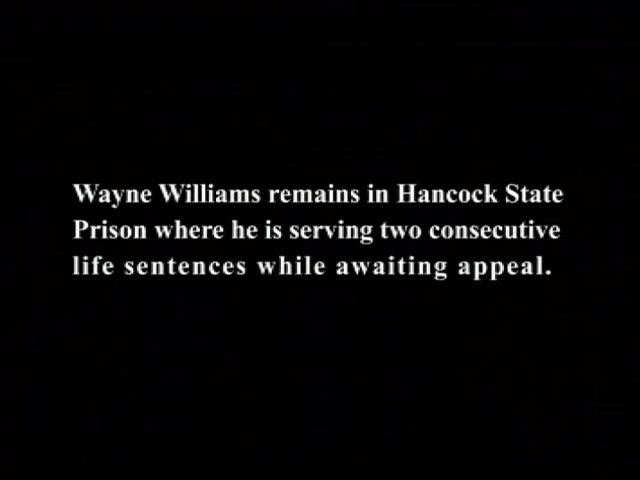 Wayne Williams remains in Hancock State
Prison where he is serving two consecutive
life sentences while awaiting appeal.